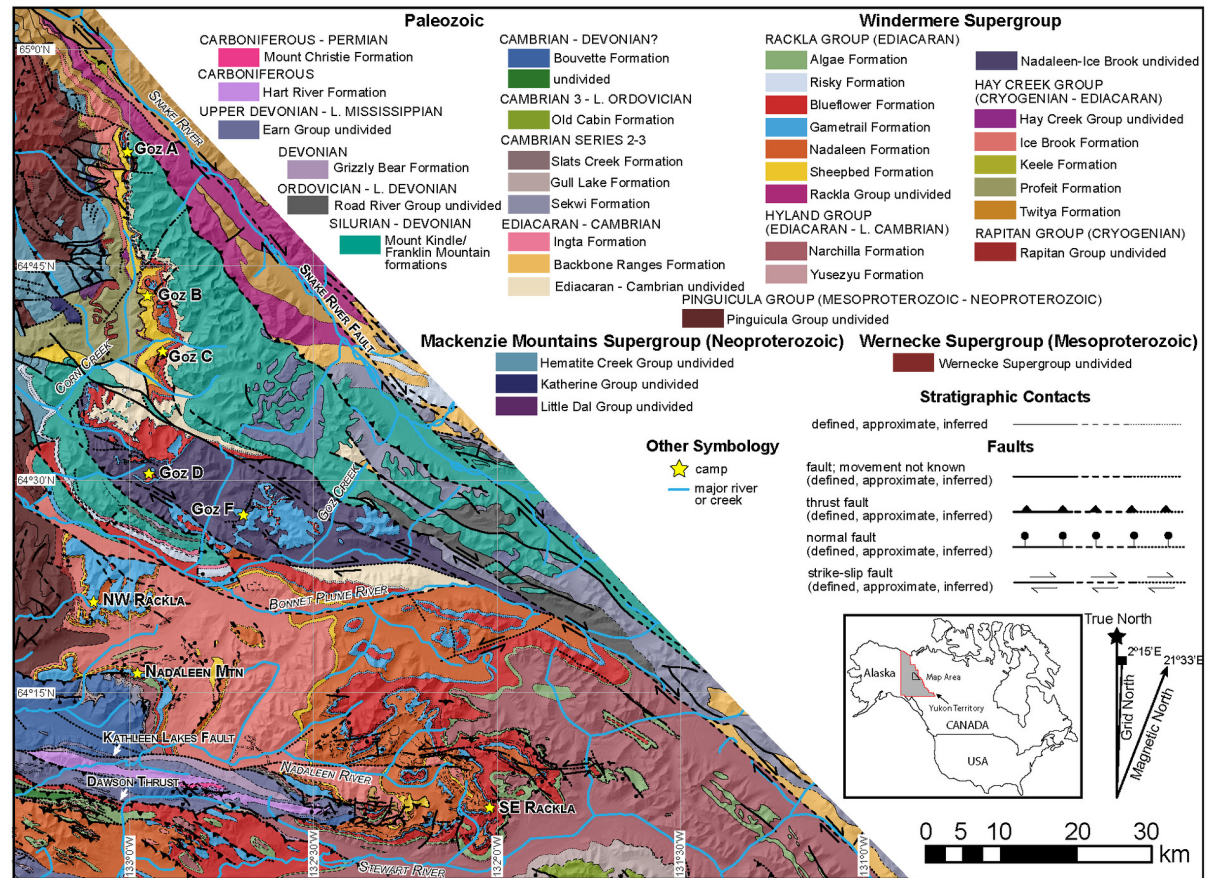 Paleozoic
CARBONIFEROUS - PERMIAN
Mount Christie Formation
CARBONIFEROUS
Hart River Formation
UPPER DEVONIAN - L. MISSISSIPPIAN
Earn Group undivided
DEVONIAN
Grizzly Bear Formation
ORDOVICIAN - L. DEVONIAN
Road River Group undivided
SILURIAN - DEVONIAN
Mount Kindle/
Franklin Mountain
formations
CAMBRIAN - DEVONIAN?
Bouvette Formation
undivided
CAMBRIAN 3 - L. ORDOVICIAN
Old Cabin Formation
CAMBRIAN SERIES 2-3
Slats Creek Formation
Gull Lake Formation
Sekwi Formation
EDIACARAN - CAMBRIAN
Ingta Formation
Backbone Ranges Formation
Ediacaran - Cambrian undivided
Windermere Supergroup
RACKLA GROUP (EDIACARAN)
Algae Formation
Risky Formation
Blueflower Formation
Gametrail Formation
Nadaleen Formation
Sheepbed Formation
Rackla Group undivided
HYLAND GROUP
(EDIACARAN - L. CAMBRIAN)
Narchilla Formation
Yusezyu Formation
Nadaleen-Ice Brook undivided
HAY CREEK GROUP
(CRYOGENIAN - EDIACARAN)
Hay Creek Group undivided
Ice Brook Formation
Keele Formation
Profeit Formation
Twitya Formation
RAPITAN GROUP (CRYOGENIAN)
Rapitan Group undivided
PINGUICULA GROUP (MESOPROTEROZOIC - NEOPROTEROZOIC)
Pinguicula Group undivided
Mackenzie Mountains Supergroup (Neoproterozoic)
Hematite Creek Group undivided
Katherine Group undivided
Little Dal Group undivided
Wernecke Supergroup (Mesoproterozoic)
Wernecke Supergroup undivided
Stratigraphic Contacts
defined, approximate, inferred
Faults
fault; movement not known
(defined, approximate, inferred)
thrust fault
(defined, approximate, inferred)
normal fault
(defined, approximate, inferred)
strike-slip fault
(defined, approximate, inferred)
Other Symbology
camp
major river
or creek
65°0'N
SNAKE RIVER
GOZ A
64°45'N
GOZ B
SNAKE RIVER FAULT
GOZ C
CORN CREEK
GOZ D
64°30'N
GOZ F
GOZ CREEK
NW RACKLA
BONNET PLUME RIVER
NADALEEN MTN
64°15'N
KATHLEEN LAKES FAULT
NADALEEN RIVER
DAWSON THRUST
SE RACKLA
STEWART RIVER
133°0'W
132°30'W
132°0'W
131°30'W
131°0'W
Alaska
Map Area
Yukon Territory
CANADA
USA
True North
2°15'E
21°33'E
Grid North
Magnetic North
0 5 10 20 30
km